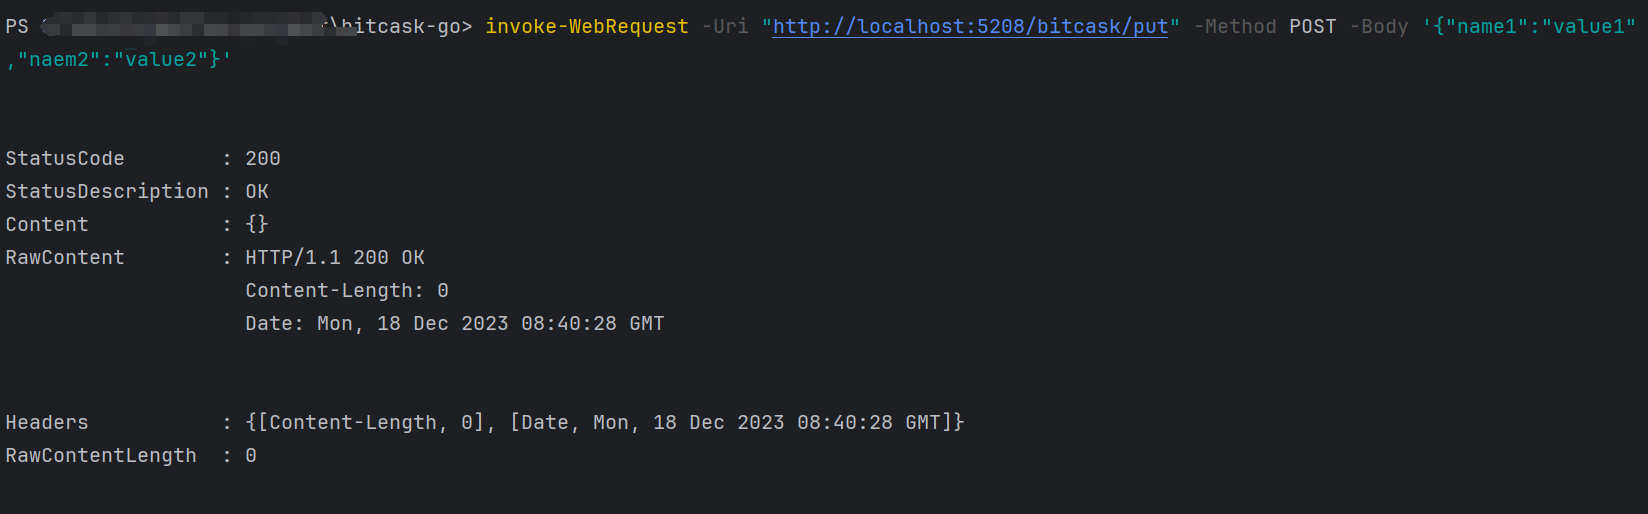 PS \bitcask-go> invoke-WebRequest -Uri "http://localhost:5208/bitcask/put" -Method POST -Body '{"name1":"value1"
,"naem2":"value2"}'
StatusCode : 200
StatusDescription : OK
Content : {}
RawContent : HTTP/1.1 200 OK
Content-Length: 0
Date: Mon, 18 Dec 2023 08:40:28 GMT
Headers : {[Content-Length, 0], [Date, Mon, 18 Dec 2023 08:40:28 GMT]}
RawContentLength : 0